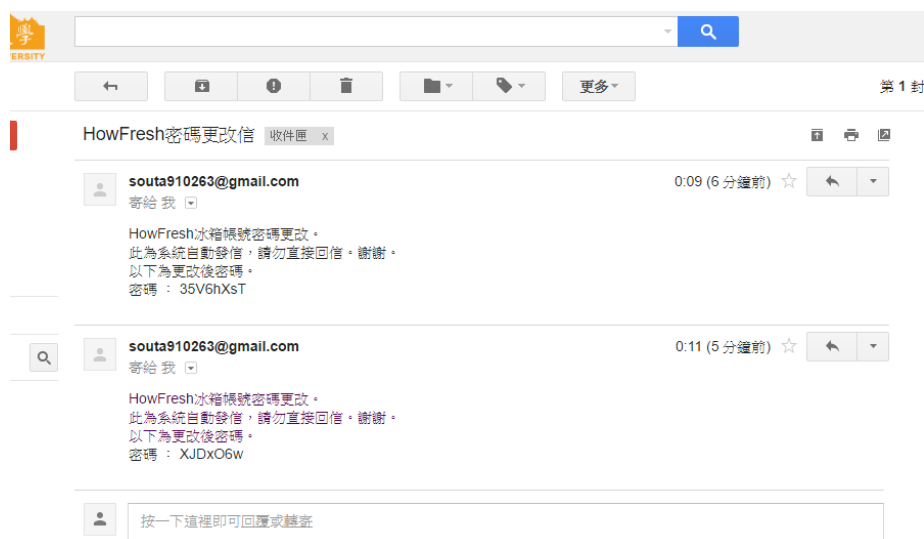 學
ERSITY
更多
第 1 封
HowFresh密碼更改信 收件匣 x
souta910263@gmail.com 0:09 (6 分鐘前)
寄給 我
HowFresh冰箱帳號密碼更改。
此為系統自動發信，請勿直接回信。謝謝。
以下為更改後密碼。
密碼 ： 35V6hXsT
souta910263@gmail.com 0:11 (5 分鐘前)
寄給 我
HowFresh冰箱帳號密碼更改。
此為系統自動發信，請勿直接回信。謝謝。
以下為更改後密碼。
密碼 ： XJDxO6w
按一下這裡即可回覆或轉寄